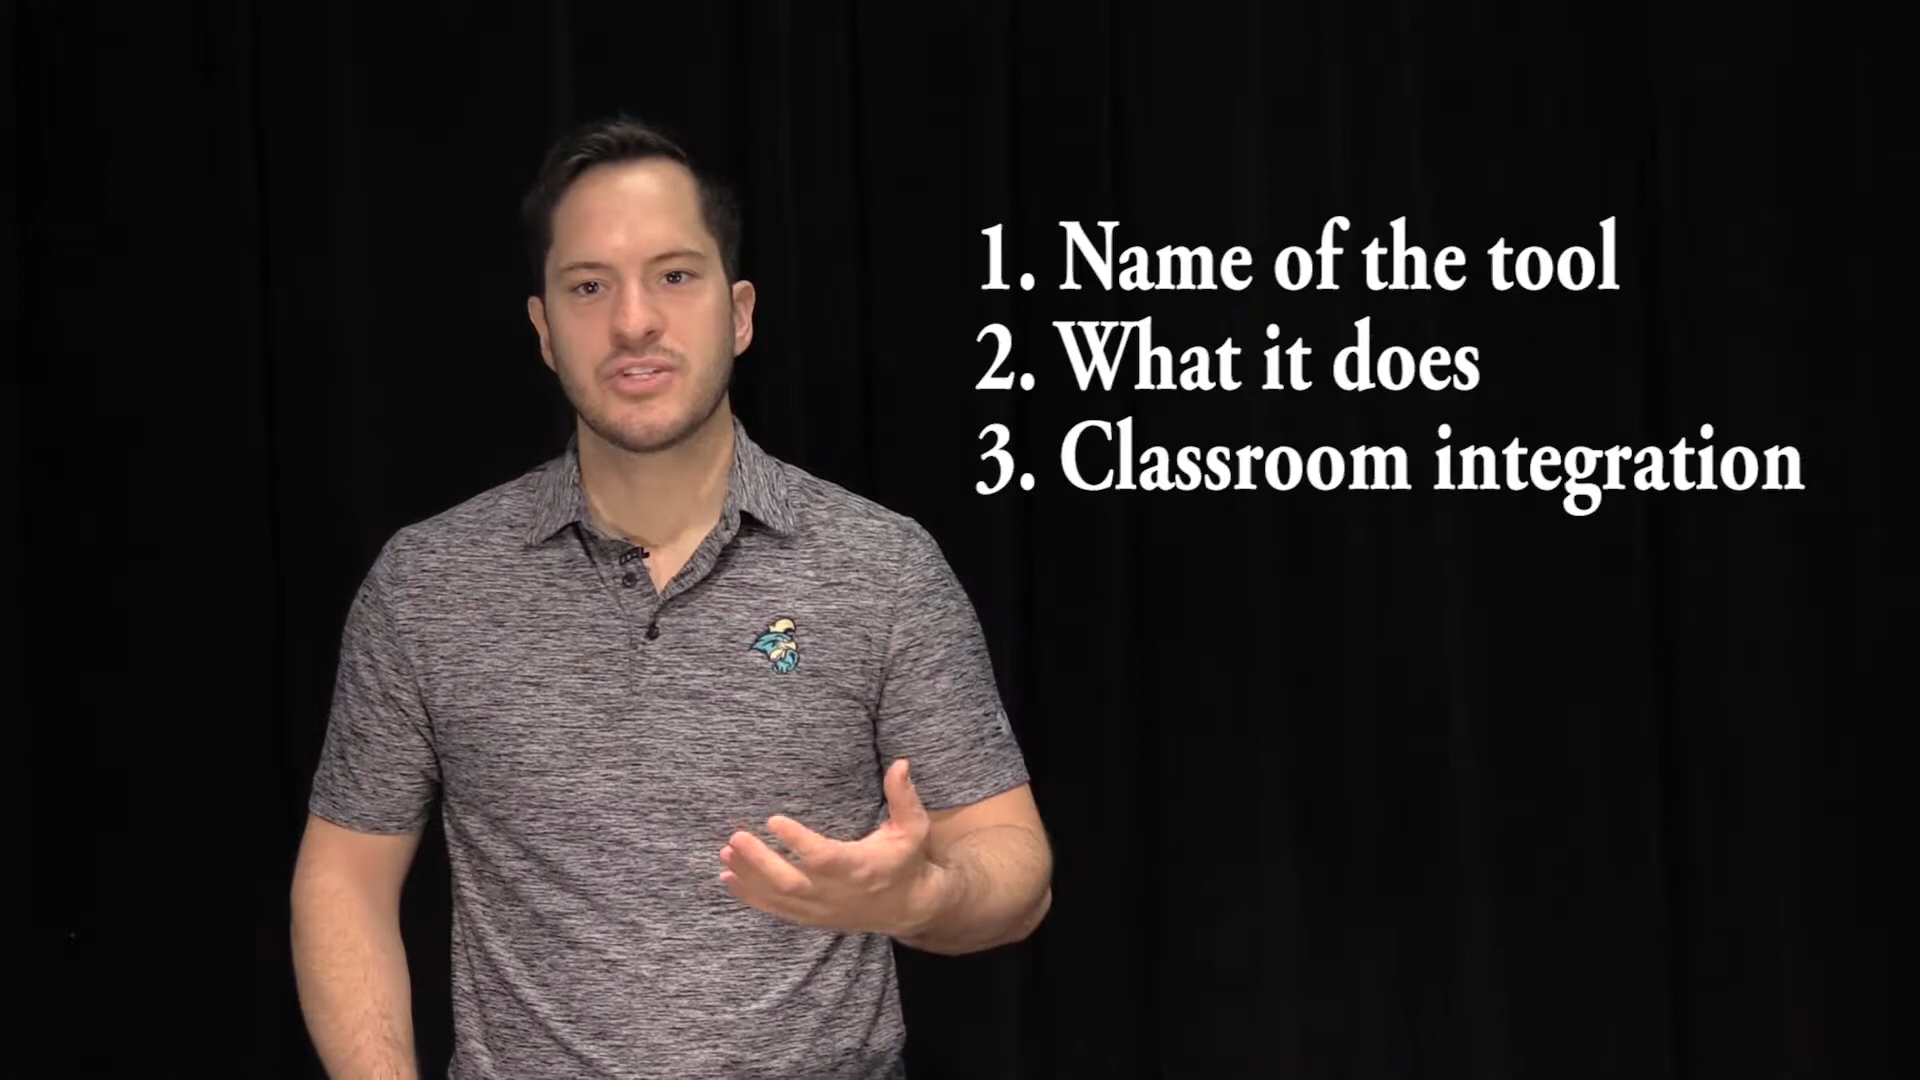 1. Name of the tool
2. What it does
3. Classroom integration